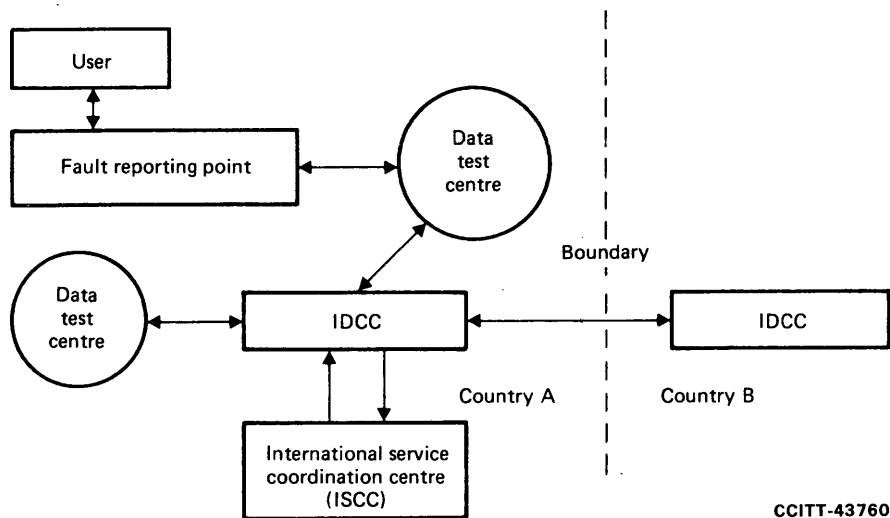 User
Fault reporting point
Data
test
centre
Boundary
Data
test
centre
IDCC
IDCC
Country A
Country B
International service
coordination centre
(ISCC)
CCITT-43760